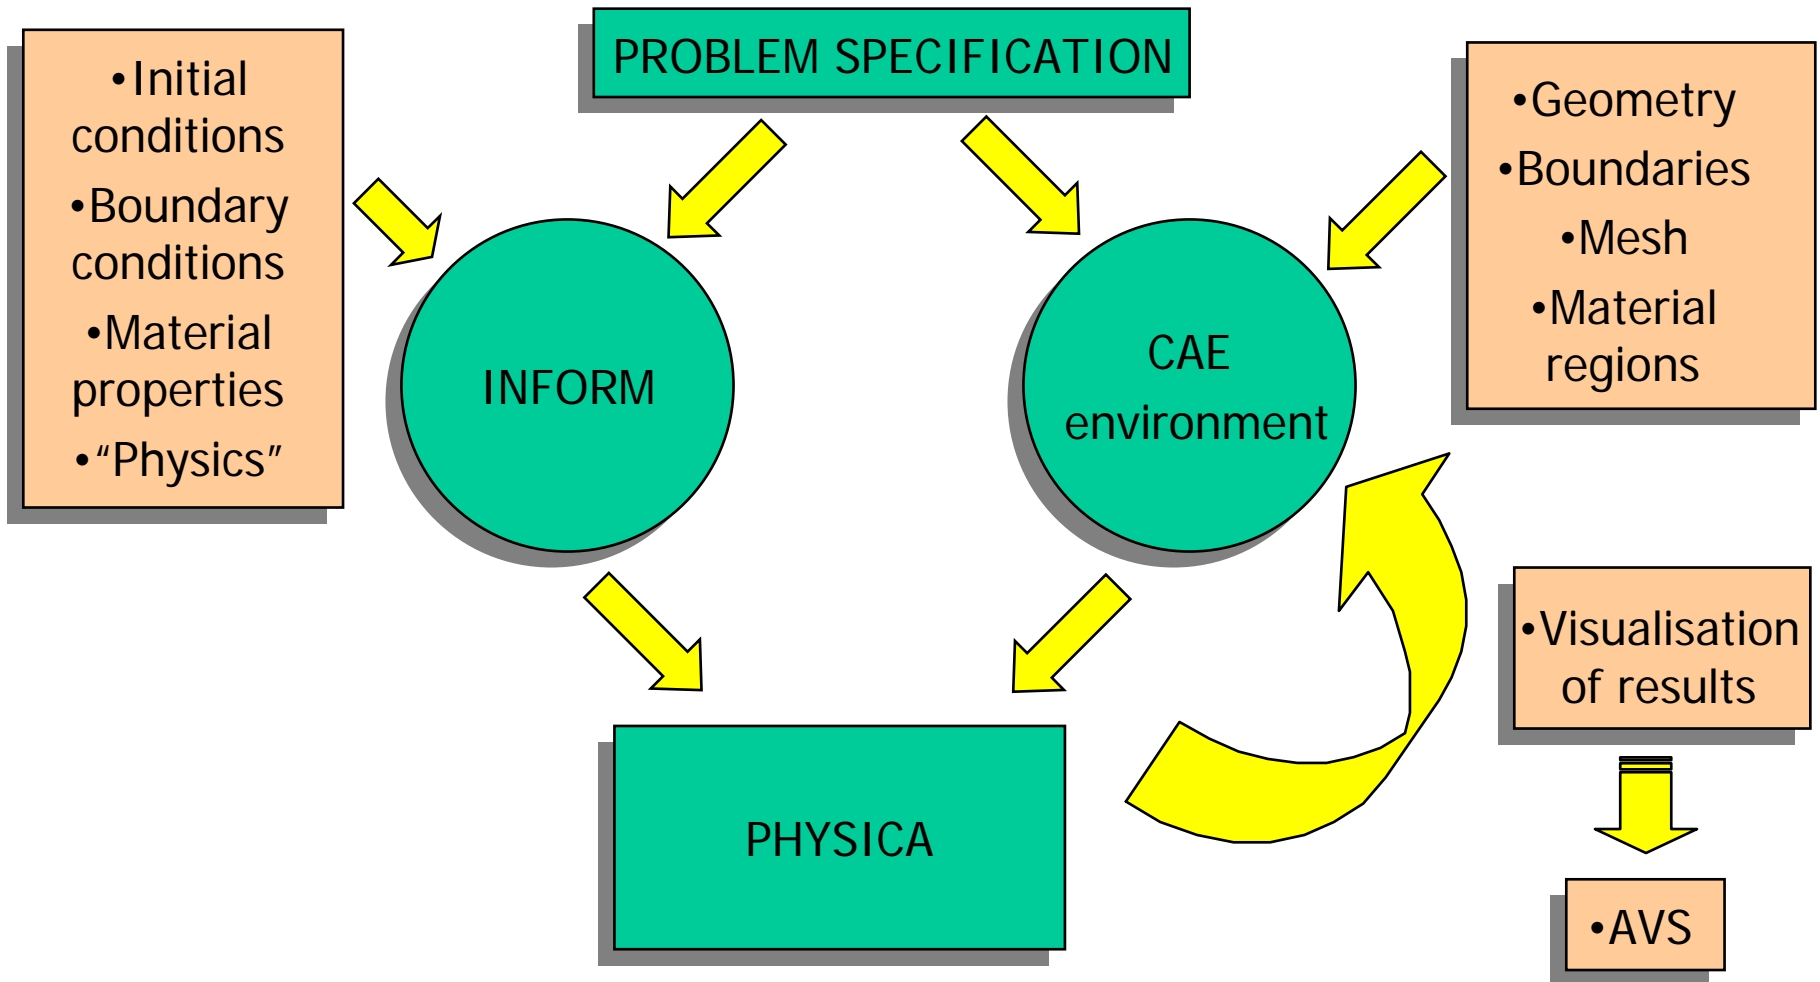 PROBLEM SPECIFICATION
•Initial
conditions
•Boundary
conditions
•Material
properties
•“Physics”
•Geometry
•Boundaries
•Mesh
•Material
regions
INFORM
CAE
environment
•Visualisation
of results
PHYSICA
•AVS